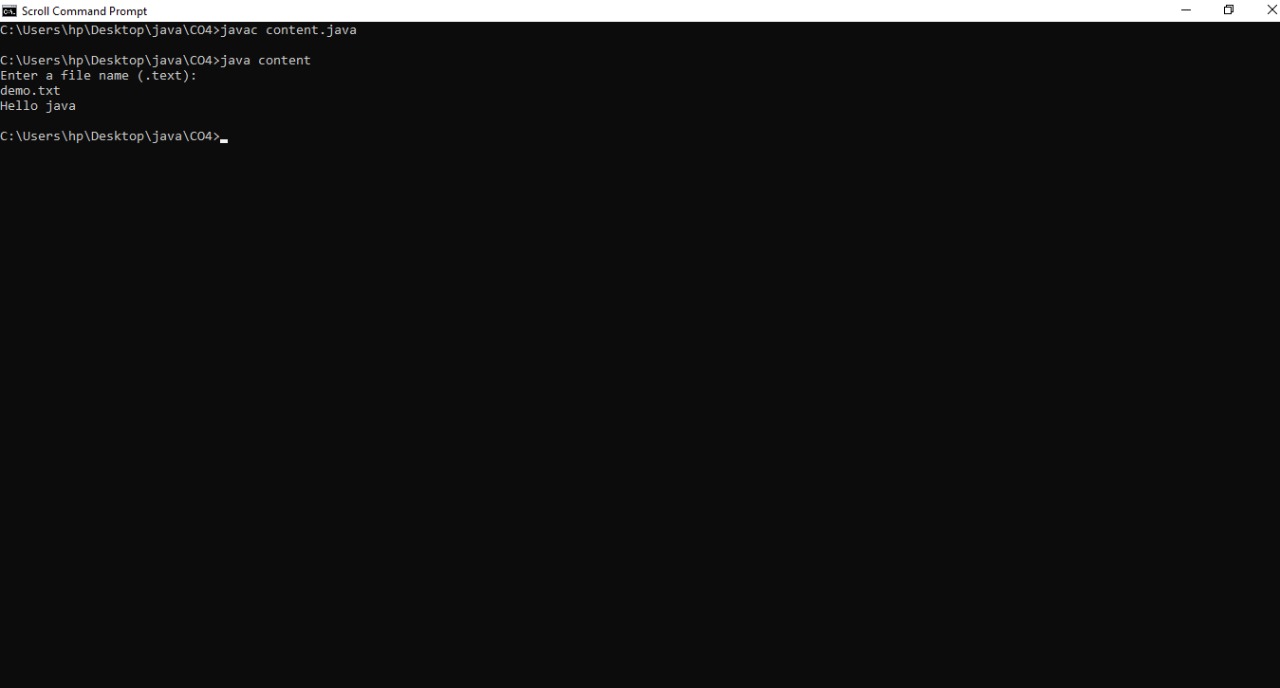 Scroll Command Prompt
C:\Users\hp\Desktop\java\CO4>javac content.java
C:\Users\hp\Desktop\java\CO4>java content
Enter a file name (.text):
demo.txt
Hello java
C:\Users\hp\Desktop\java\CO4>